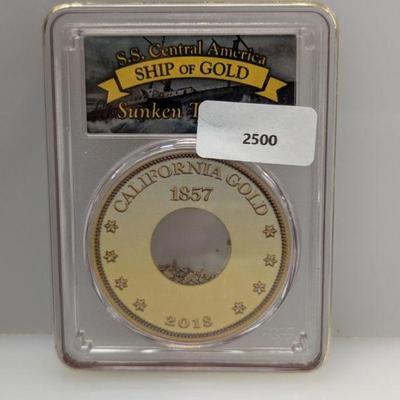 S.S. Central America
SHIP OF GOLD
Sunken
2500
CALIFORNIA GOLD
1857
2018